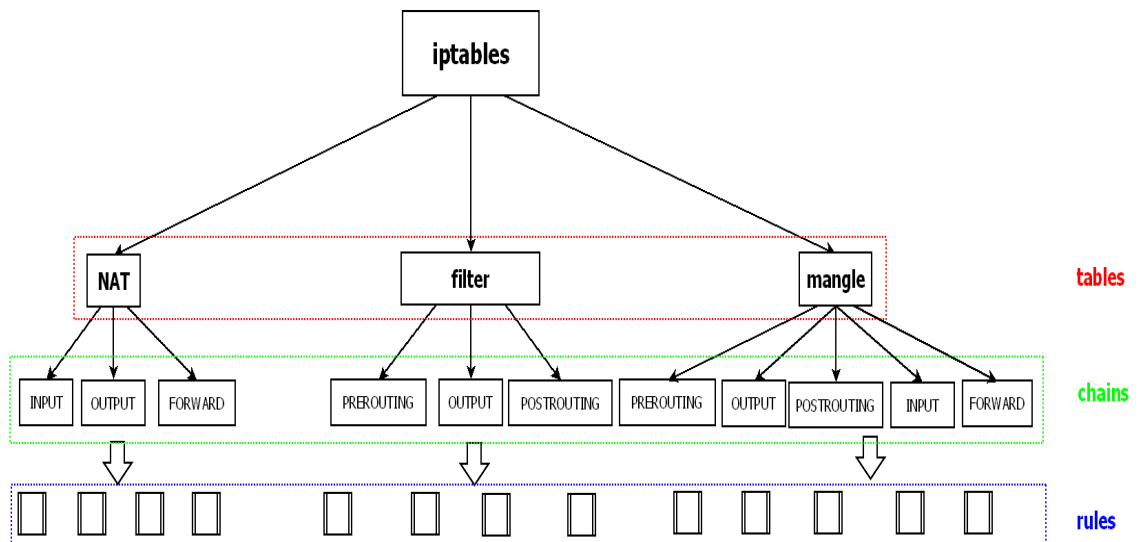 iptables
NAT
filter
mangle
tables
INPUT
OUTPUT
FORWARD
PREROUTING
OUTPUT
POSTROUTING
PREROUTING
OUTPUT
POSTROUTING
INPUT
FORWARD
chains
rules